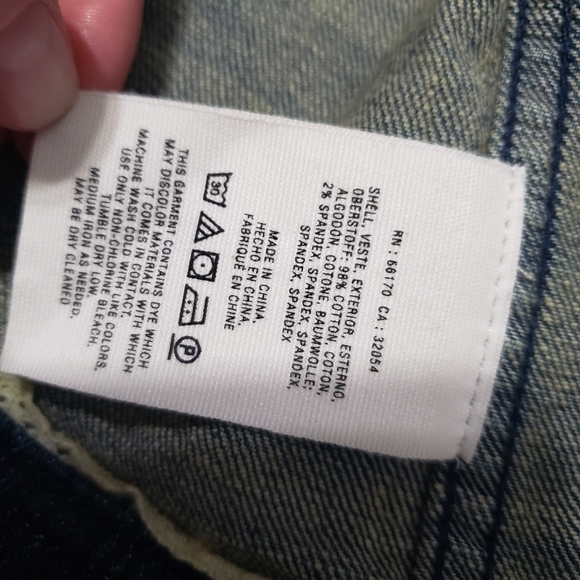 RN : 66170 CA : 32054
SHELL, VESTE, EXTERIOR, ESTERNO,
OBERSTOFF: 98% COTTON, COTON,
ALGODON, COTONE, BAUMWOLLE;
2% SPANDEX, SPANDEX, SPANDEX,
SPANDEX, SPANDEX
MADE IN CHINA,
HECHO EN CHINA,
FABRIQUÉ EN CHINE
30
P
THIS GARMENT CONTAINS DYE WHICH
MAY DISCOLOR MATERIALS WITH WHICH
IT COMES IN CONTACT,
MACHINE WASH COLD WITH LIKE COLORS,
USE ONLY NON-CHLORINE BLEACH.
TUMBLE DRY LOW.
MEDIUM IRON AS NEEDED.
MAY BE DRY CLEANED